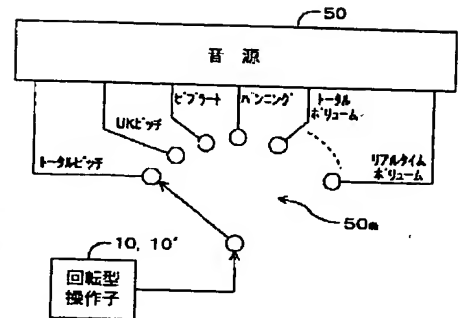 50
音源
ビブラート
パンニング
トータル
ボリューム
UKピッチ
トータルピッチ
リアルタイム
ボリューム
50a
10, 10'
回転型
操作子